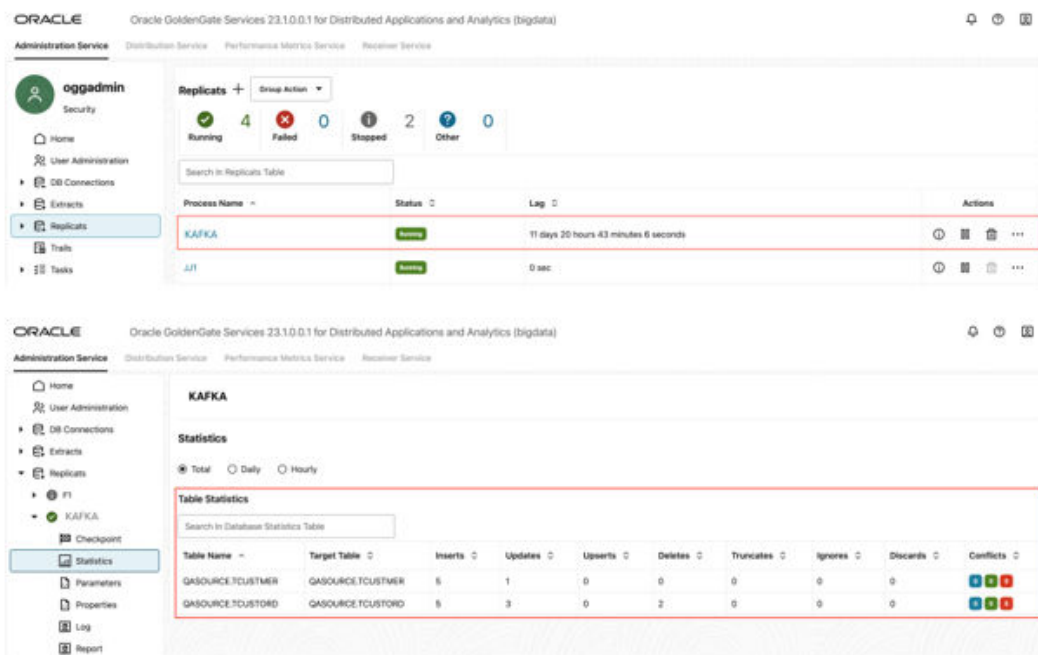 ORACLE Oracle GoldenGate Services 23.1.0.0.1 for Distributed Applications and Analytics (bigdata)
Administration Service Distribution Service Performance Metrics Service Receiver Service
oggadmin
Security
Home
User Administration
DB Connections
Extracts
Replicats
Trails
Tasks
Replicats + Group Action
4 0 2 0
Running Failed Stopped Other
Search in Replicats Table
Process Name Status Lag Actions
KAFKA Running 11 days 20 hours 43 minutes 6 seconds
JJ1 Running 0 sec
ORACLE Oracle GoldenGate Services 23.1.0.0.1 for Distributed Applications and Analytics (bigdata)
Administration Service Distribution Service Performance Metrics Service Receiver Service
Home
User Administration
DB Connections
Extracts
Replicats
F1
KAFKA
Checkpoint
Statistics
Parameters
Properties
Log
Report
KAFKA
Statistics
Total Daily Hourly
Table Statistics
Search in Database Statistics Table
Table Name Target Table Inserts Updates Upserts Deletes Truncates Ignores Discards Conflicts
QASOURCE.TCUSTMER QASOURCE.TCUSTMER 5 1 0 0 0 0 0
QASOURCE.TCUSTORD QASOURCE.TCUSTORD 5 3 0 2 0 0 0